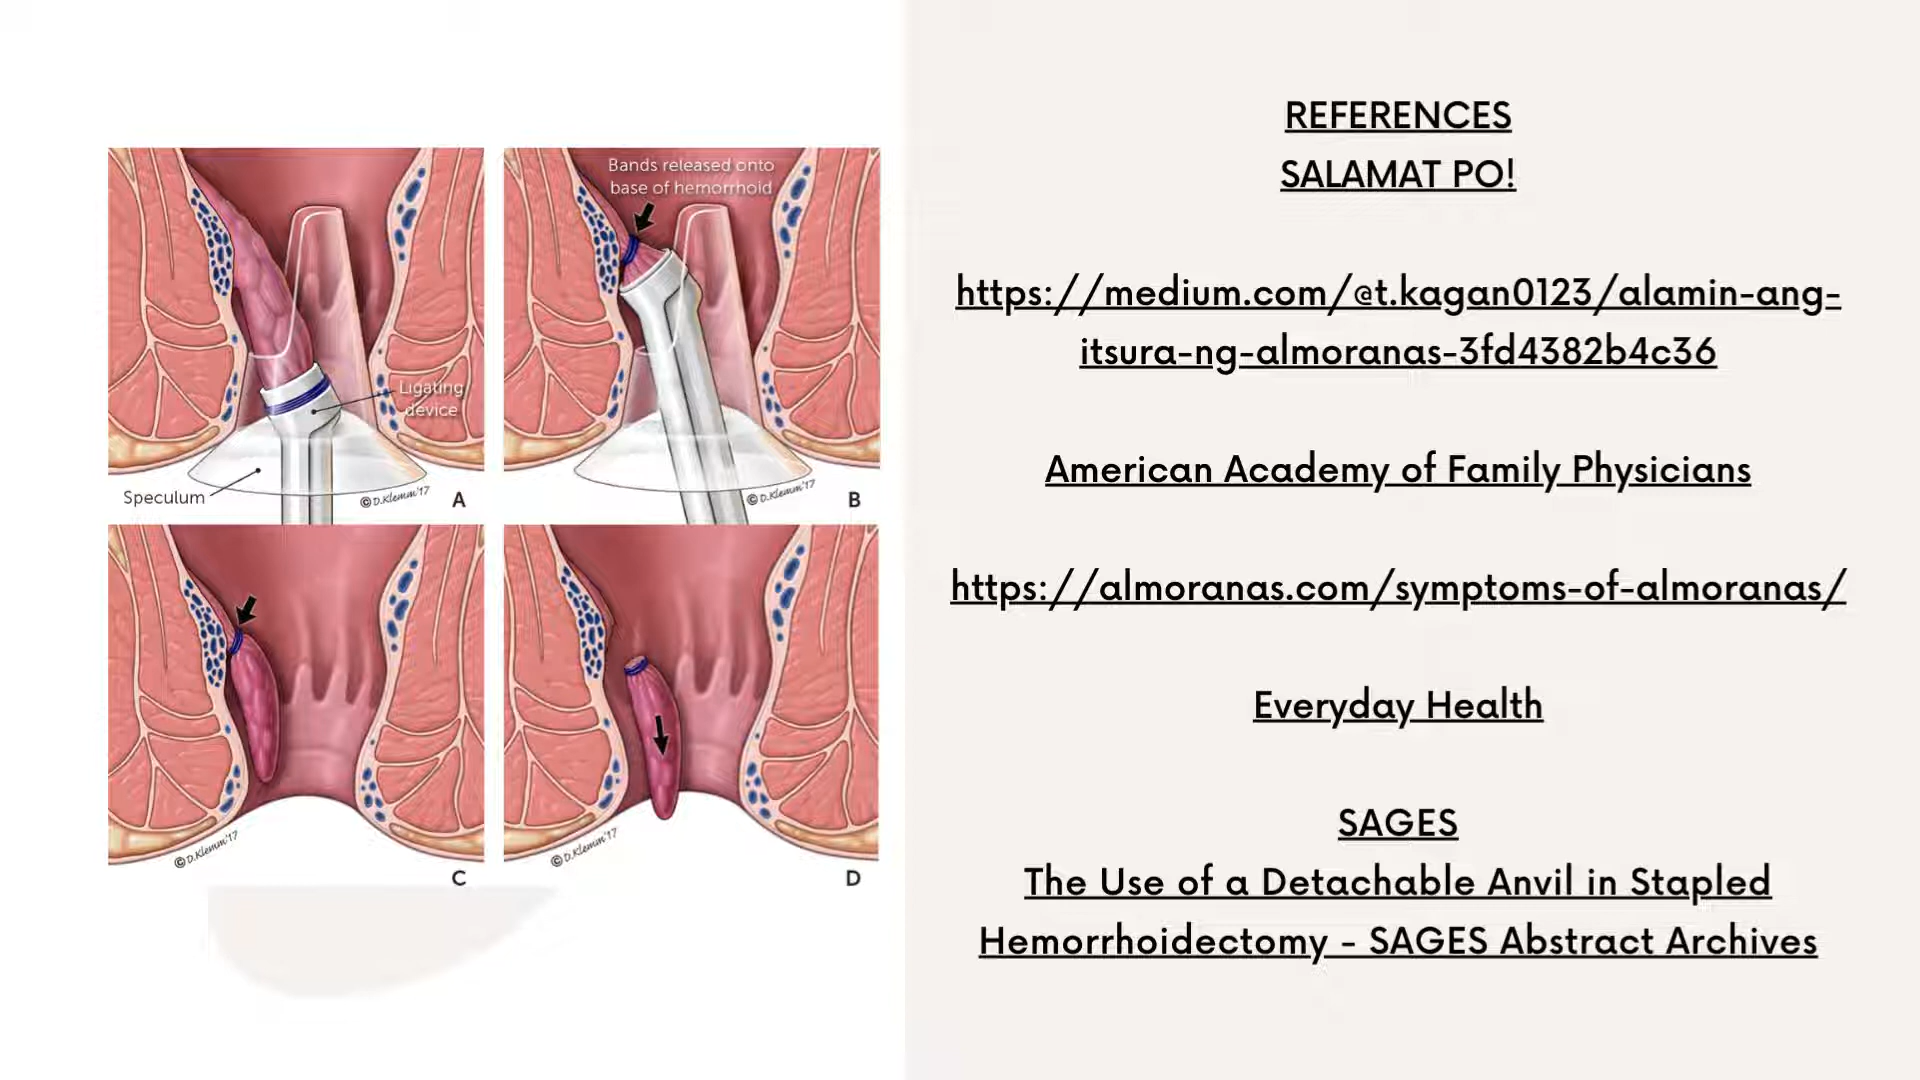 Bands released onto
base of hemorrhoid
Ligating
device
Speculum
©D.Klemm'17
A
©D.Klemm'17
B
©D.Klemm'17
C
©D.Klemm'17
D
REFERENCES
SALAMAT PO!
https://medium.com/@t.kagan0123/alamin-ang-
itsura-ng-almoranas-3fd4382b4c36
American Academy of Family Physicians
https://almoranas.com/symptoms-of-almoranas/
Everyday Health
SAGES
The Use of a Detachable Anvil in Stapled
Hemorrhoidectomy - SAGES Abstract Archives